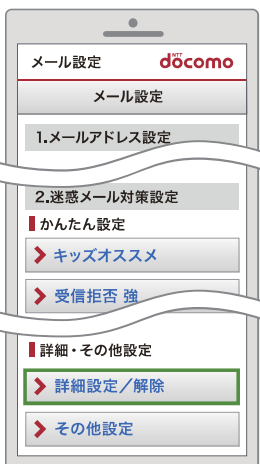 メール設定
NTT
döcomo
メール設定
1.メールアドレス設定
2.迷惑メール対策設定
かんたん設定
キッズオススメ
受信拒否 強
詳細・その他設定
詳細設定／解除
その他設定